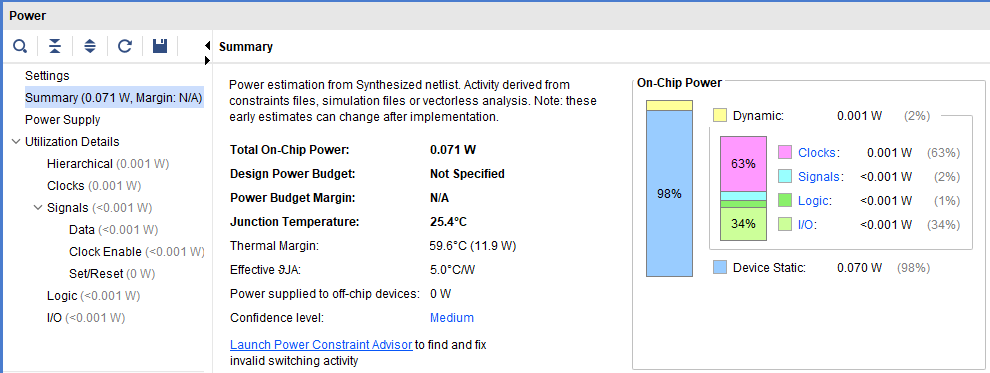 Power
Summary
Settings
Summary (0.071 W, Margin: N/A)
Power Supply
Utilization Details
Hierarchical (0.001 W)
Clocks (0.001 W)
Signals (<0.001 W)
Data (<0.001 W)
Clock Enable (<0.001 W
Set/Reset (0 W)
Logic (<0.001 W)
I/O (<0.001 W)
Power estimation from Synthesized netlist. Activity derived from
constraints files, simulation files or vectorless analysis. Note: these
early estimates can change after implementation.
Total On-Chip Power: 0.071 W
Design Power Budget: Not Specified
Power Budget Margin: N/A
Junction Temperature: 25.4°C
Thermal Margin: 59.6°C (11.9 W)
Effective ϑJA: 5.0°C/W
Power supplied to off-chip devices: 0 W
Confidence level: Medium
Launch Power Constraint Advisor to find and fix
invalid switching activity
On-Chip Power
98%
Dynamic: 0.001 W (2%)
63%
34%
Clocks: 0.001 W (63%)
Signals: <0.001 W (2%)
Logic: <0.001 W (1%)
I/O: <0.001 W (34%)
Device Static: 0.070 W (98%)